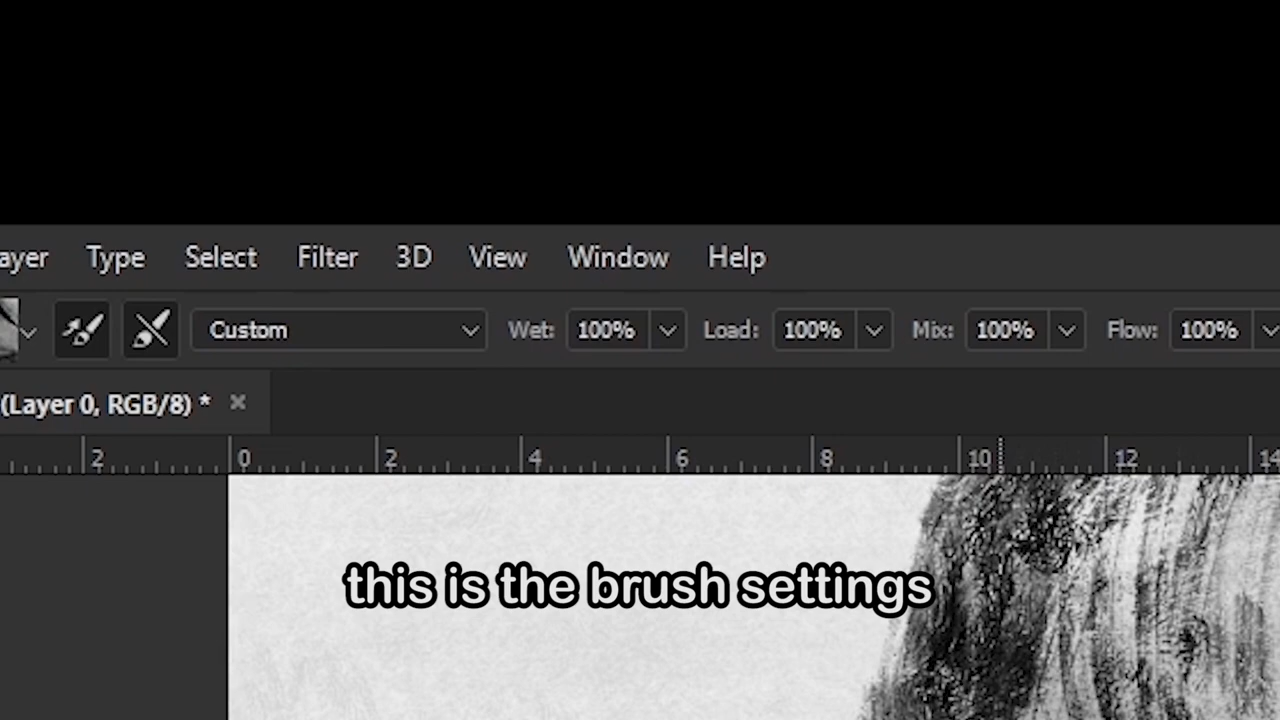 ayer Type Select Filter 3D View Window Help
Custom Wet: 100% Load: 100% Mix: 100% Flow: 100%
(Layer 0, RGB/8) * ×
2 0 2 4 6 8 10 12 14
this is the brush settings